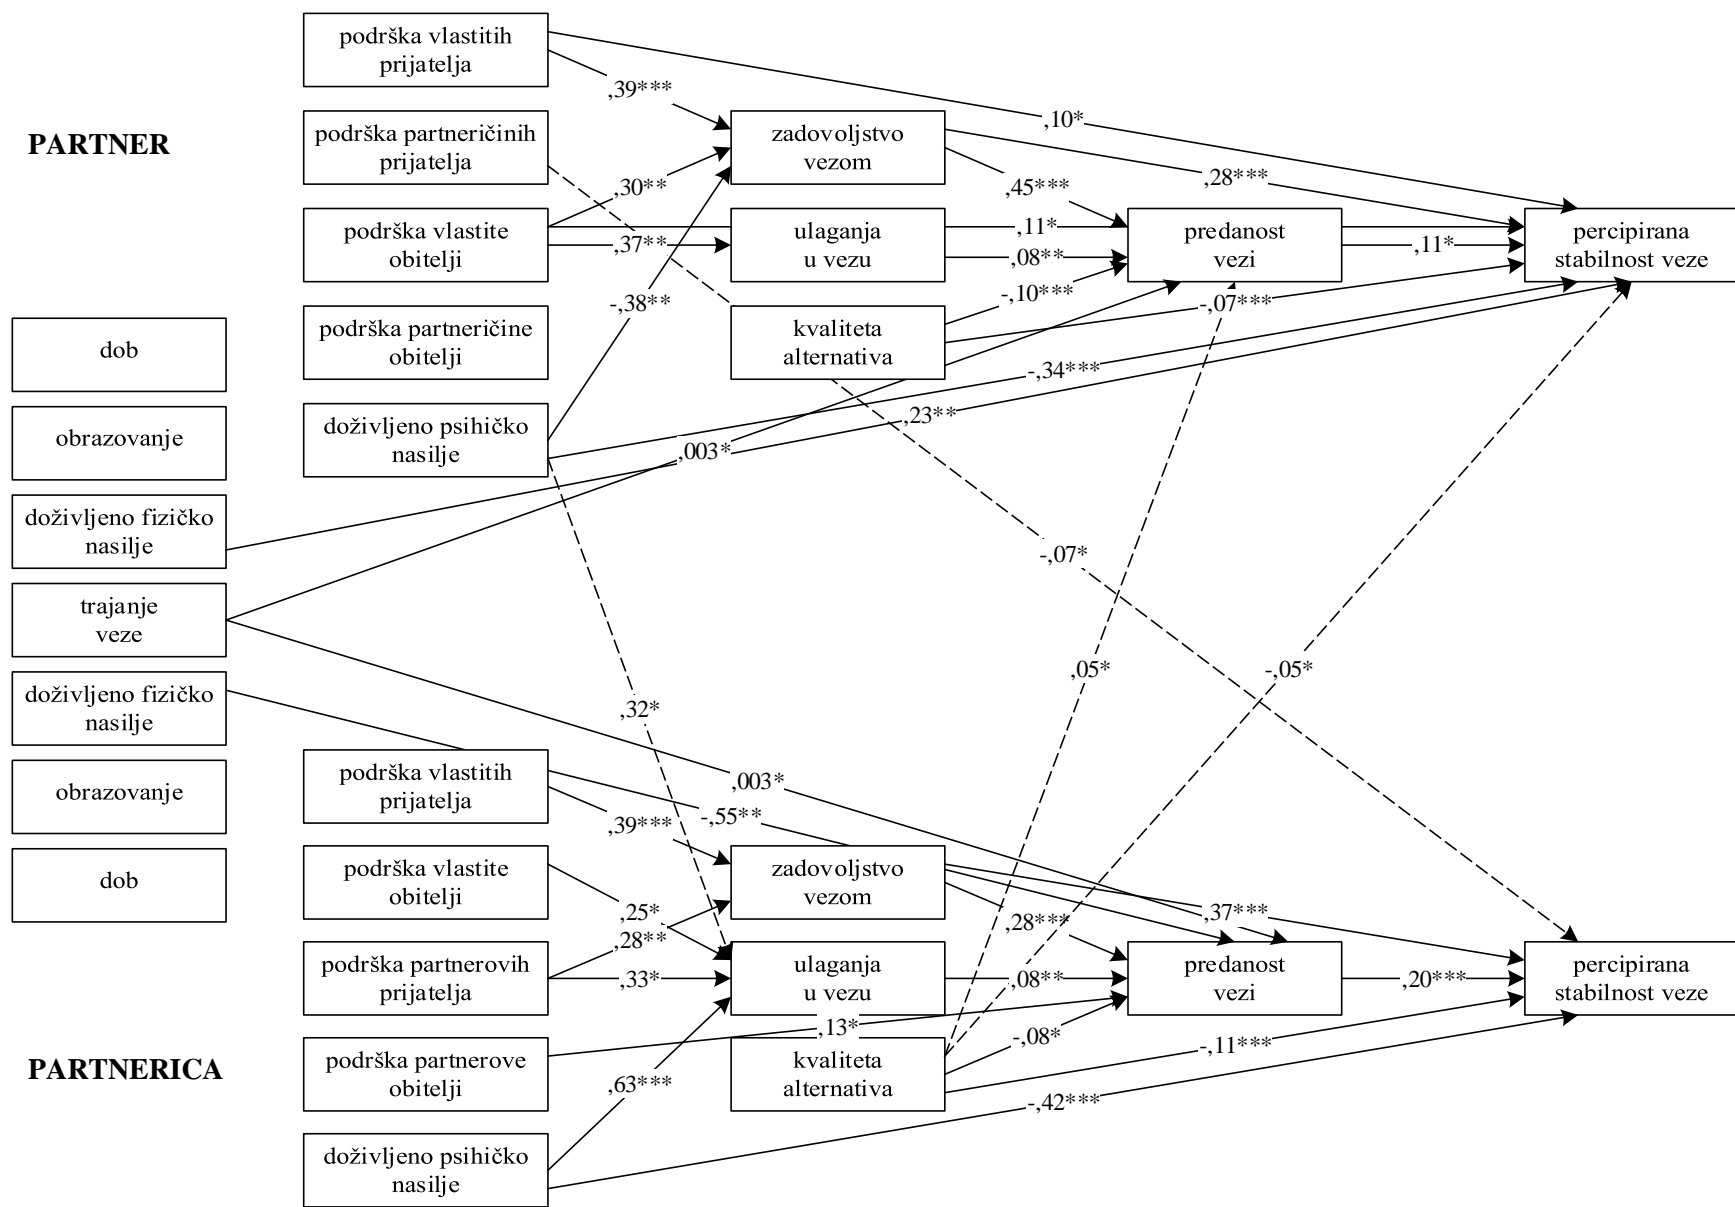 podrška vlastitih
prijatelja
,39***
,10*
PARTNER
podrška partneričinih
prijatelja
zadovoljstvo
vezom
,30**
,45***
,28***
podrška vlastite
obitelji
,37**
ulaganja
u vezu
,11*
,08**
predanost
vezi
,11*
percipirana
stabilnost veze
-,10***
-,07***
-,38**
podrška partneričine
obitelji
kvaliteta
alternativa
dob
-,34***
,23**
obrazovanje
doživljeno psihičko
nasilje
,003*
doživljeno fizičko
nasilje
-,07*
trajanje
veze
doživljeno fizičko
nasilje
,32*
,05*
-,05*
obrazovanje
podrška vlastitih
prijatelja
,003*
-,55**
,39***
dob
podrška vlastite
obitelji
zadovoljstvo
vezom
,25*
,28**
,28***
,37***
podrška partnerovih
prijatelja
,33*
ulaganja
u vezu
,08**
predanost
vezi
,20***
percipirana
stabilnost veze
,13*
-,08*
-,11***
PARTNERICA
podrška partnerove
obitelji
,63***
kvaliteta
alternativa
-,42***
doživljeno psihičko
nasilje